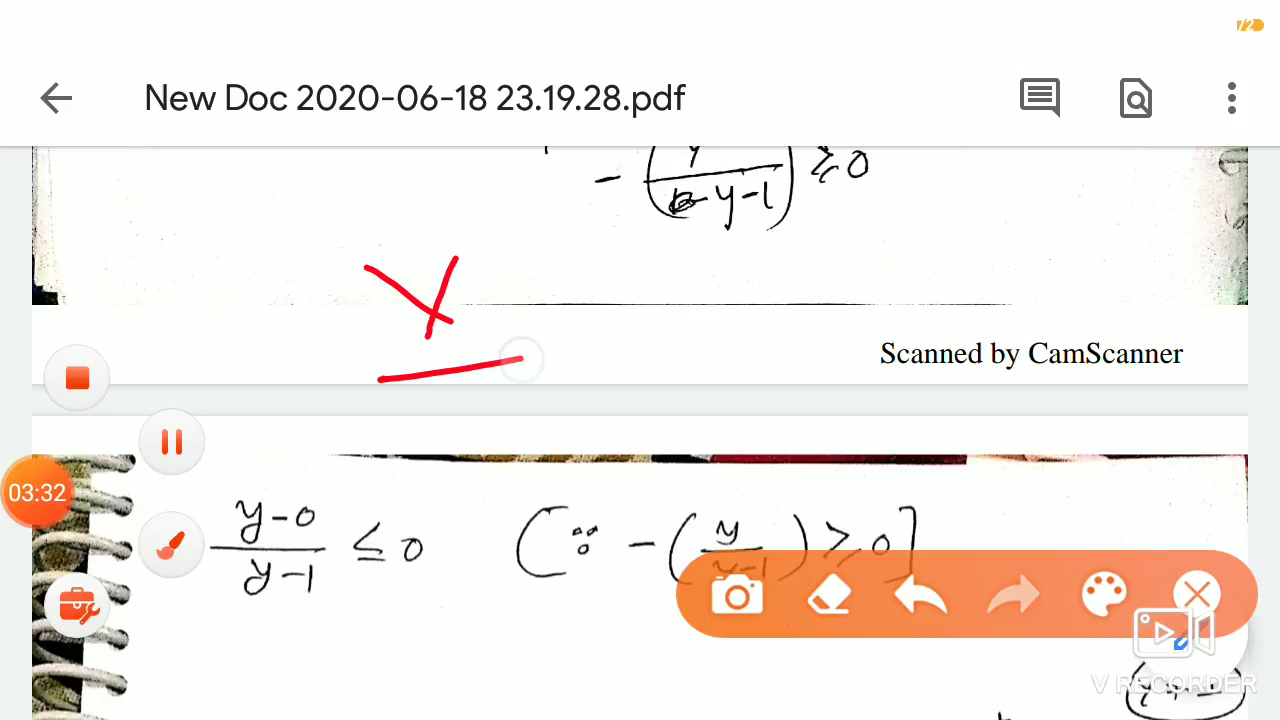 New Doc 2020-06-18 23.19.28.pdf
- (y/-y-1) ≥ 0
Y
Scanned by CamScanner
03:32
y-0/y-1 ≤ 0 (∵ -(y/y-1) ≥ 0]
V RECORDER